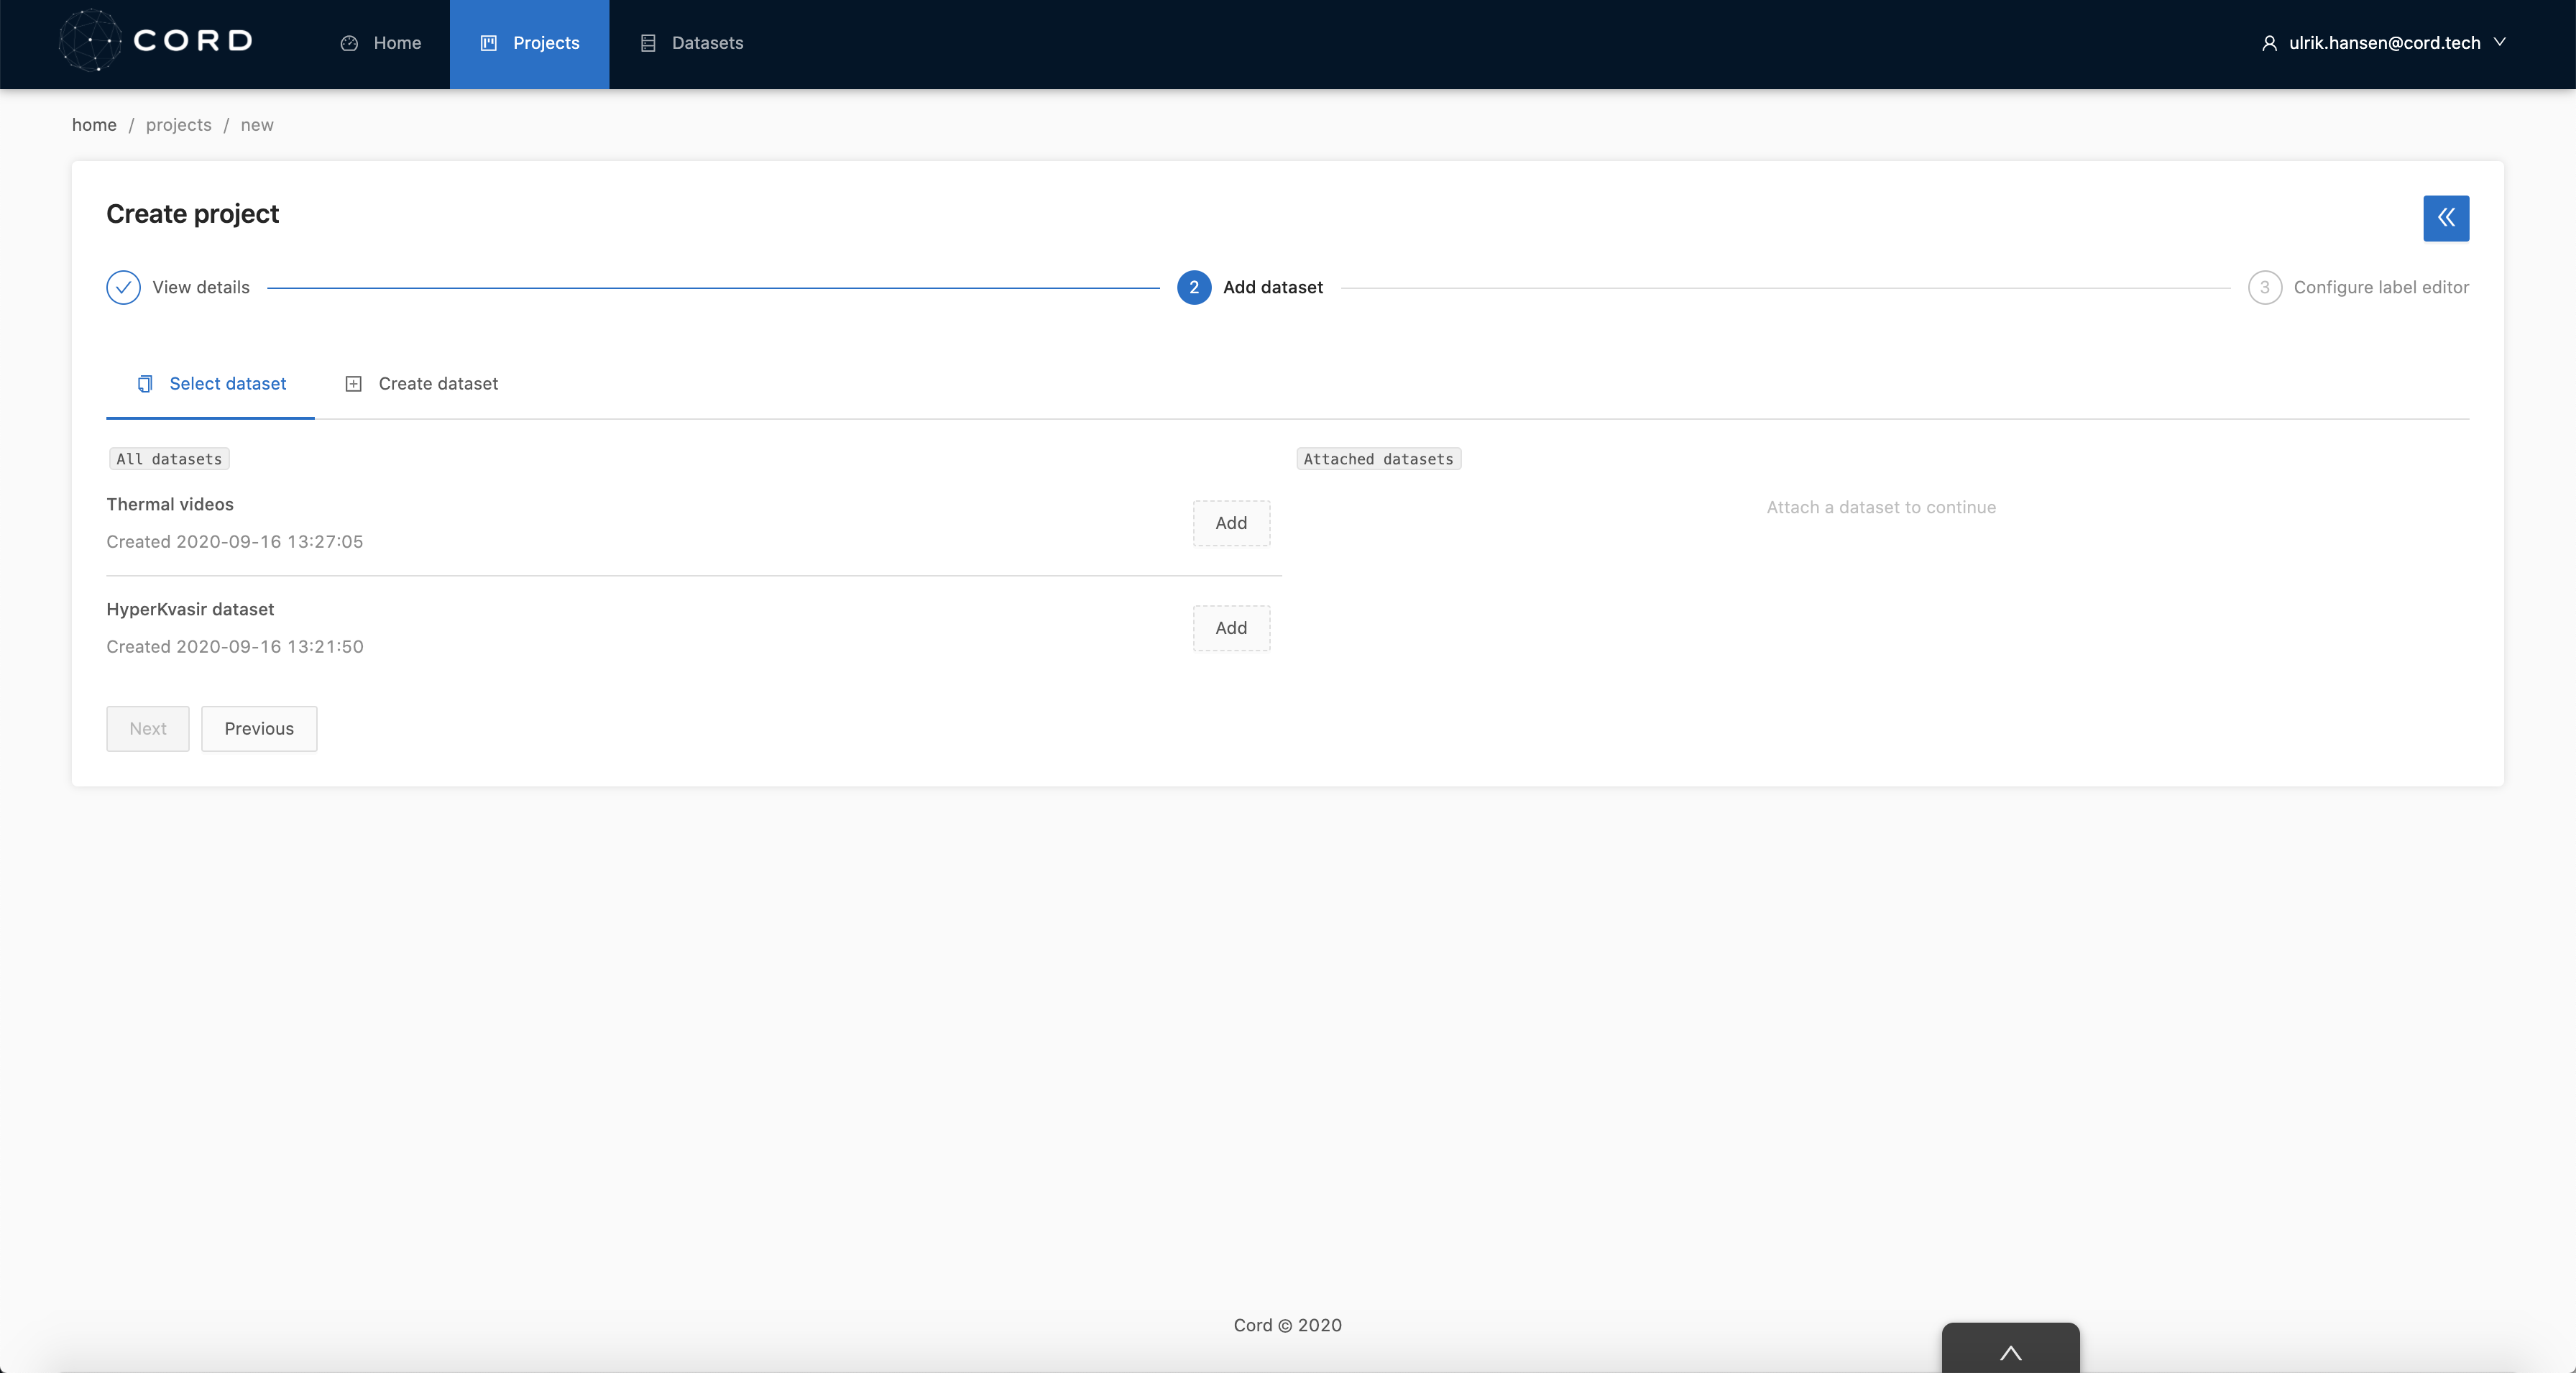 CORD
Home
Projects
Datasets
ulrik.hansen@cord.tech
home / projects / new
Create project
View details
2 Add dataset
3 Configure label editor
Select dataset
Create dataset
All datasets
Attached datasets
Thermal videos
Created 2020-09-16 13:27:05
Add
Attach a dataset to continue
HyperKvasir dataset
Created 2020-09-16 13:21:50
Add
Next
Previous
Cord © 2020